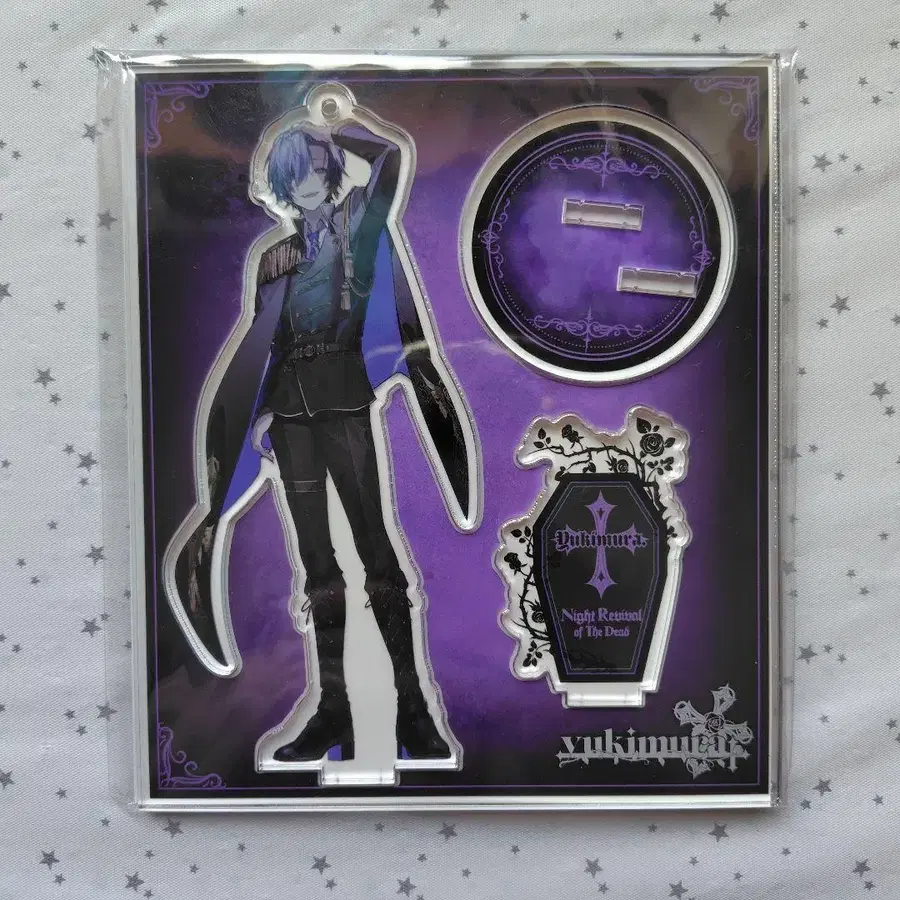 Yukimura.
Night Revival
of The Dead
yukimura.